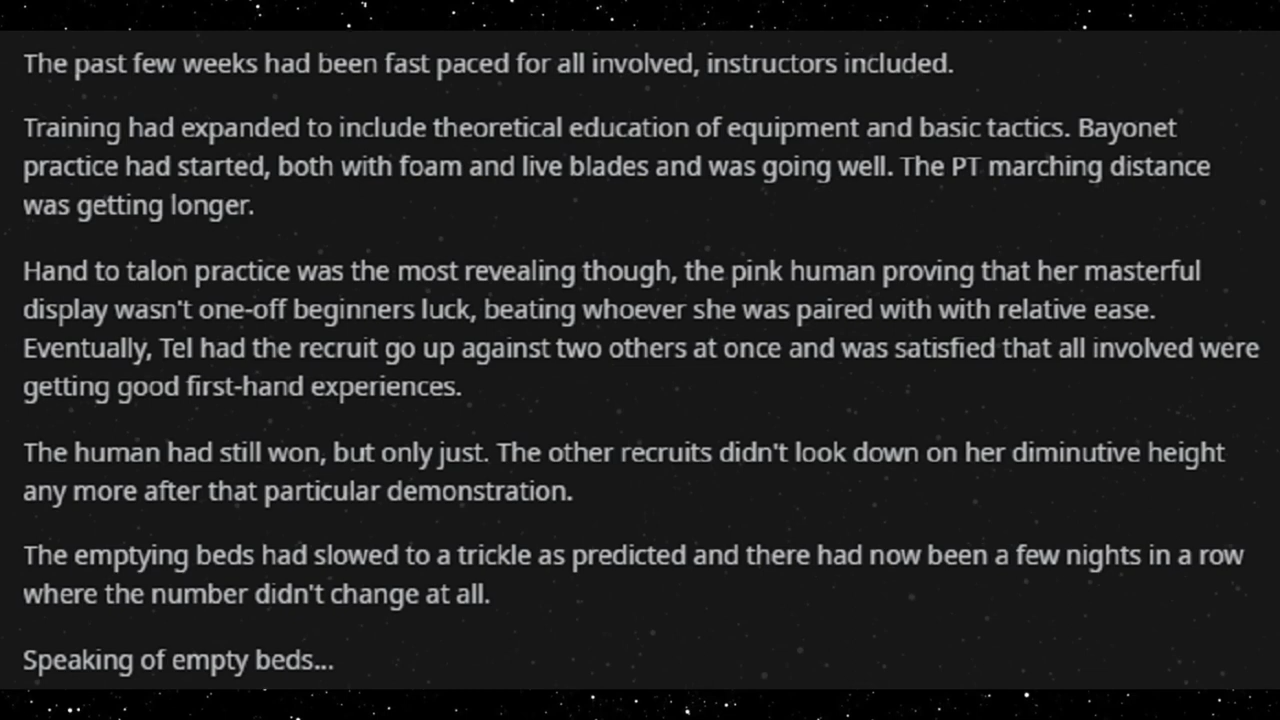 The past few weeks had been fast paced for all involved, instructors included.
Training had expanded to include theoretical education of equipment and basic tactics. Bayonet
practice had started, both with foam and live blades and was going well. The PT marching distance
was getting longer.
Hand to talon practice was the most revealing though, the pink human proving that her masterful
display wasn't one-off beginners luck, beating whoever she was paired with with relative ease.
Eventually, Tel had the recruit go up against two others at once and was satisfied that all involved were
getting good first-hand experiences.
The human had still won, but only just. The other recruits didn't look down on her diminutive height
any more after that particular demonstration.
The emptying beds had slowed to a trickle as predicted and there had now been a few nights in a row
where the number didn't change at all.
Speaking of empty beds...